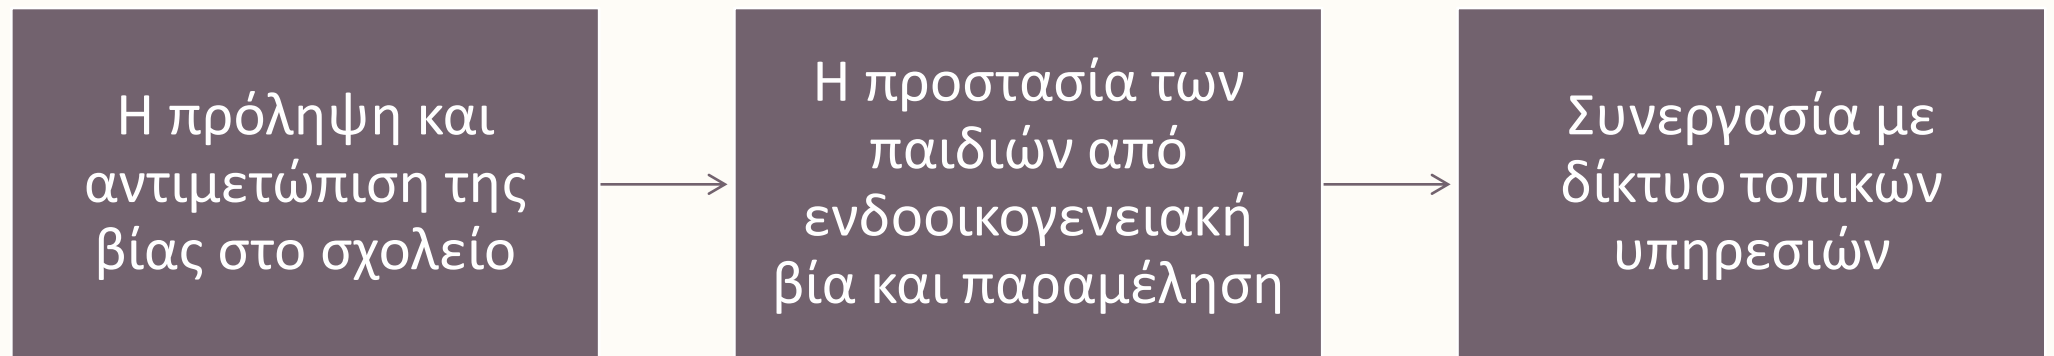 Η πρόληψη και
αντιμετώπιση της
βίας στο σχολείο
Η προστασία των
παιδιών από
ενδοοικογενειακή
βία και παραμέληση
Συνεργασία με
δίκτυο τοπικών
υπηρεσιών